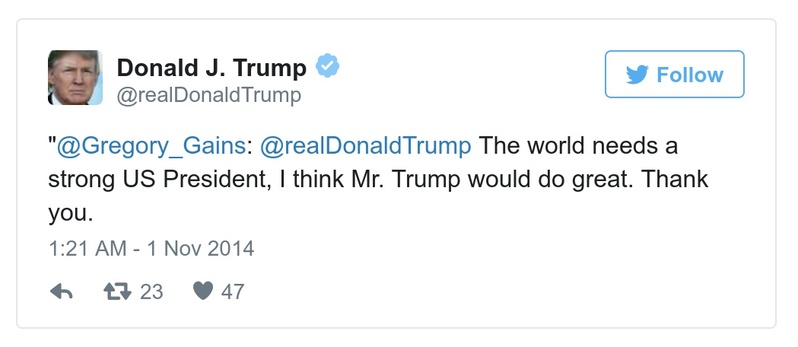 Donald J. Trump
@realDonaldTrump
Follow
"@Gregory_Gains: @realDonaldTrump The world needs a
strong US President, I think Mr. Trump would do great. Thank
you.
1:21 AM - 1 Nov 2014
23 47